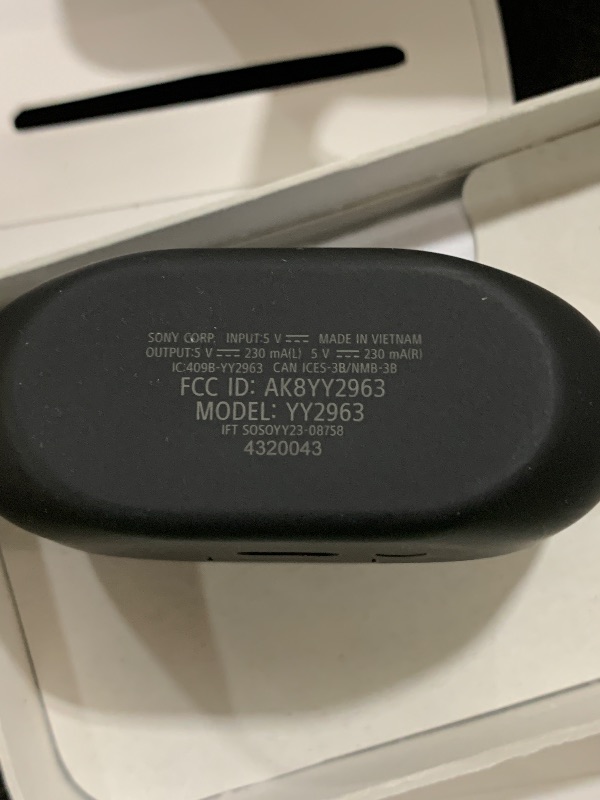 SONY CORP. INPUT:5 V ⎓ MADE IN VIETNAM
OUTPUT:5 V ⎓ 230 mA(L) 5 V ⎓ 230 mA(R)
IC:409B-YY2963 CAN ICES-3B/NMB-3B
FCC ID: AK8YY2963
MODEL: YY2963
IFT SOSOYY23-08758
4320043